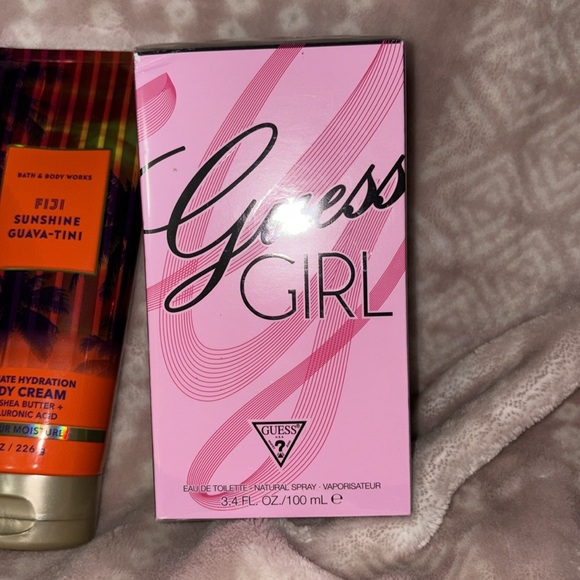 BATH & BODY WORKS
FIJI
SUNSHINE
GUAVA-TINI
ATE HYDRATION
DY CREAM
SHEA BUTTER +
LURONIC ACID
UR MOISTURE
Z / 226 g
Guess
GIRL
GUESS®
U.S.A.
?
EAU DE TOILETTE - NATURAL SPRAY · VAPORISATEUR
3.4 FL. OZ./100 mL ℮